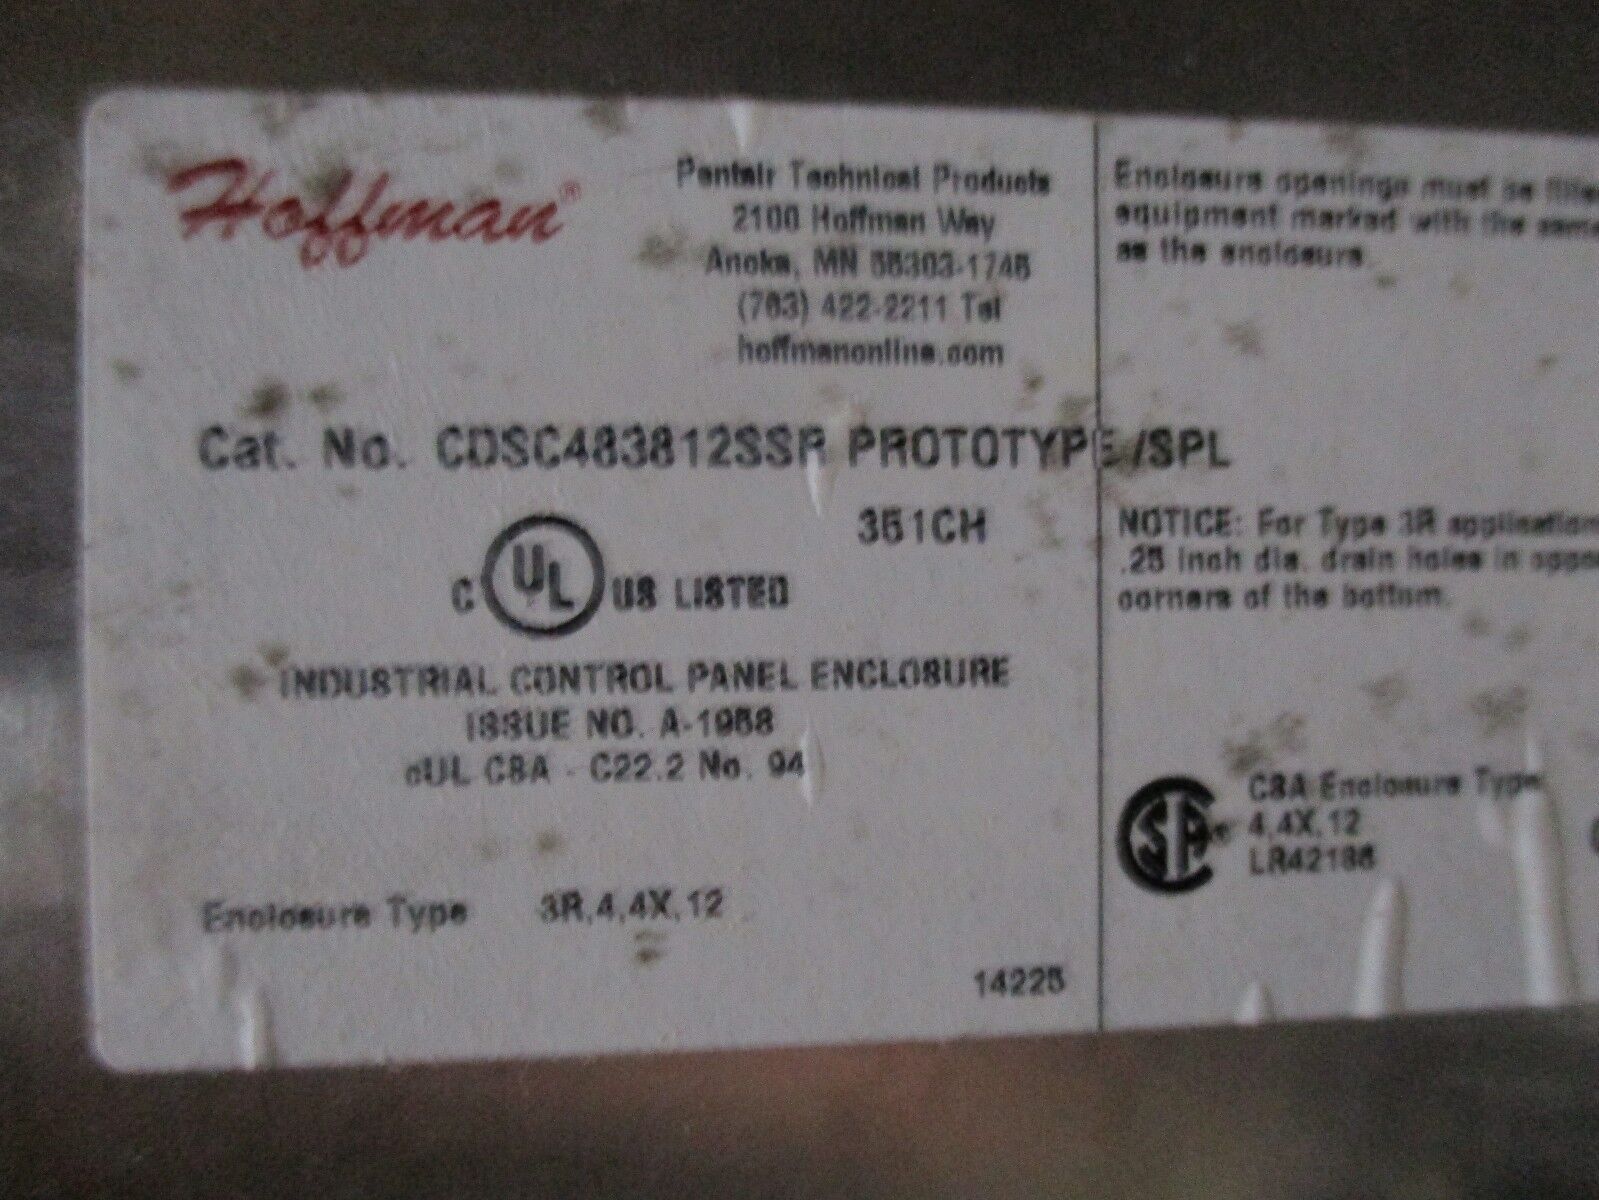 Hoffman®
Pentair Technical Products
2100 Hoffman Way
Anoka, MN 55303-1745
(763) 422-2211 Tel
hoffmanonline.com
Cat. No. CDSC483812SSR PROTOTYPE /SPL
351CH
C UL US LISTED
INDUSTRIAL CONTROL PANEL ENCLOSURE
ISSUE NO. A-1958
cUL CSA - C22.2 No. 94
Enclosure Type 3R,4,4X,12
14225
Enclosure openings must be
equipment marked with the same
as the enclosure.
NOTICE: For Type 3R application
.25 inch dia. drain holes in
corners of the bottom.
CSA® CSA Enclosure Type
4,4X,12
LR42186